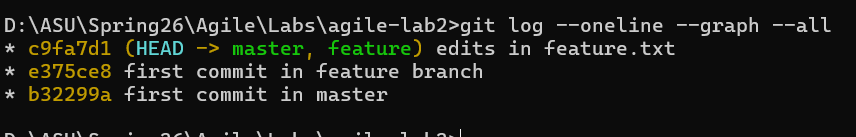 D:\ASU\Spring26\Agile\Labs\agile-lab2>git log --oneline --graph --all
* c9fa7d1 (HEAD -> master, feature) edits in feature.txt
* e375ce8 first commit in feature branch
* b32299a first commit in master
D:\ASU\Spring26\Agile\Labs\agile-lab2>